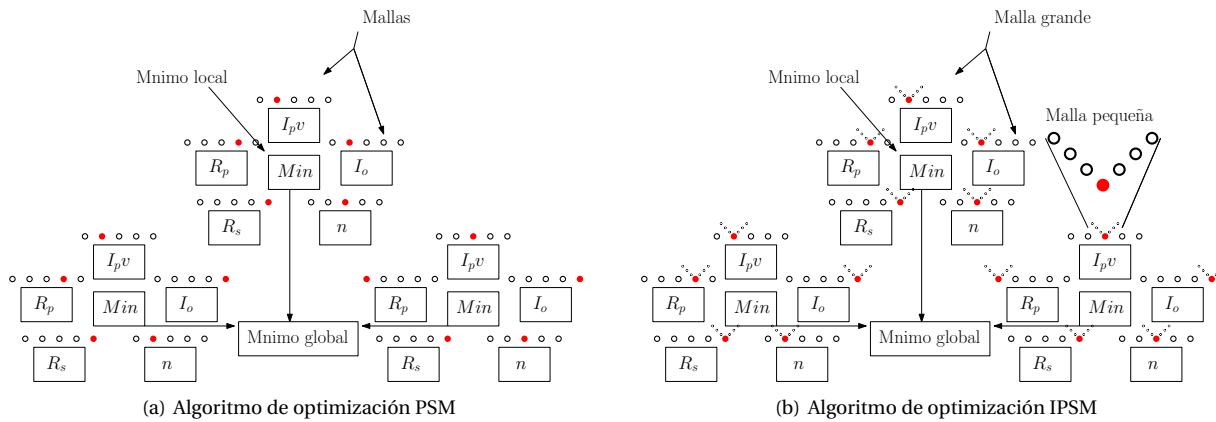 Mallas
Mnimo local
I_pv
R_p
Min
I_o
R_s
n
I_pv
R_p
Min
I_o
R_s
n
I_pv
R_p
Min
I_o
R_s
n
Mnimo global
(a) Algoritmo de optimización PSM
Malla grande
Mnimo local
Malla pequeña
I_pv
R_p
Min
I_o
R_s
n
I_pv
R_p
Min
I_o
R_s
n
I_pv
R_p
Min
I_o
R_s
n
Mnimo global
(b) Algoritmo de optimización IPSM